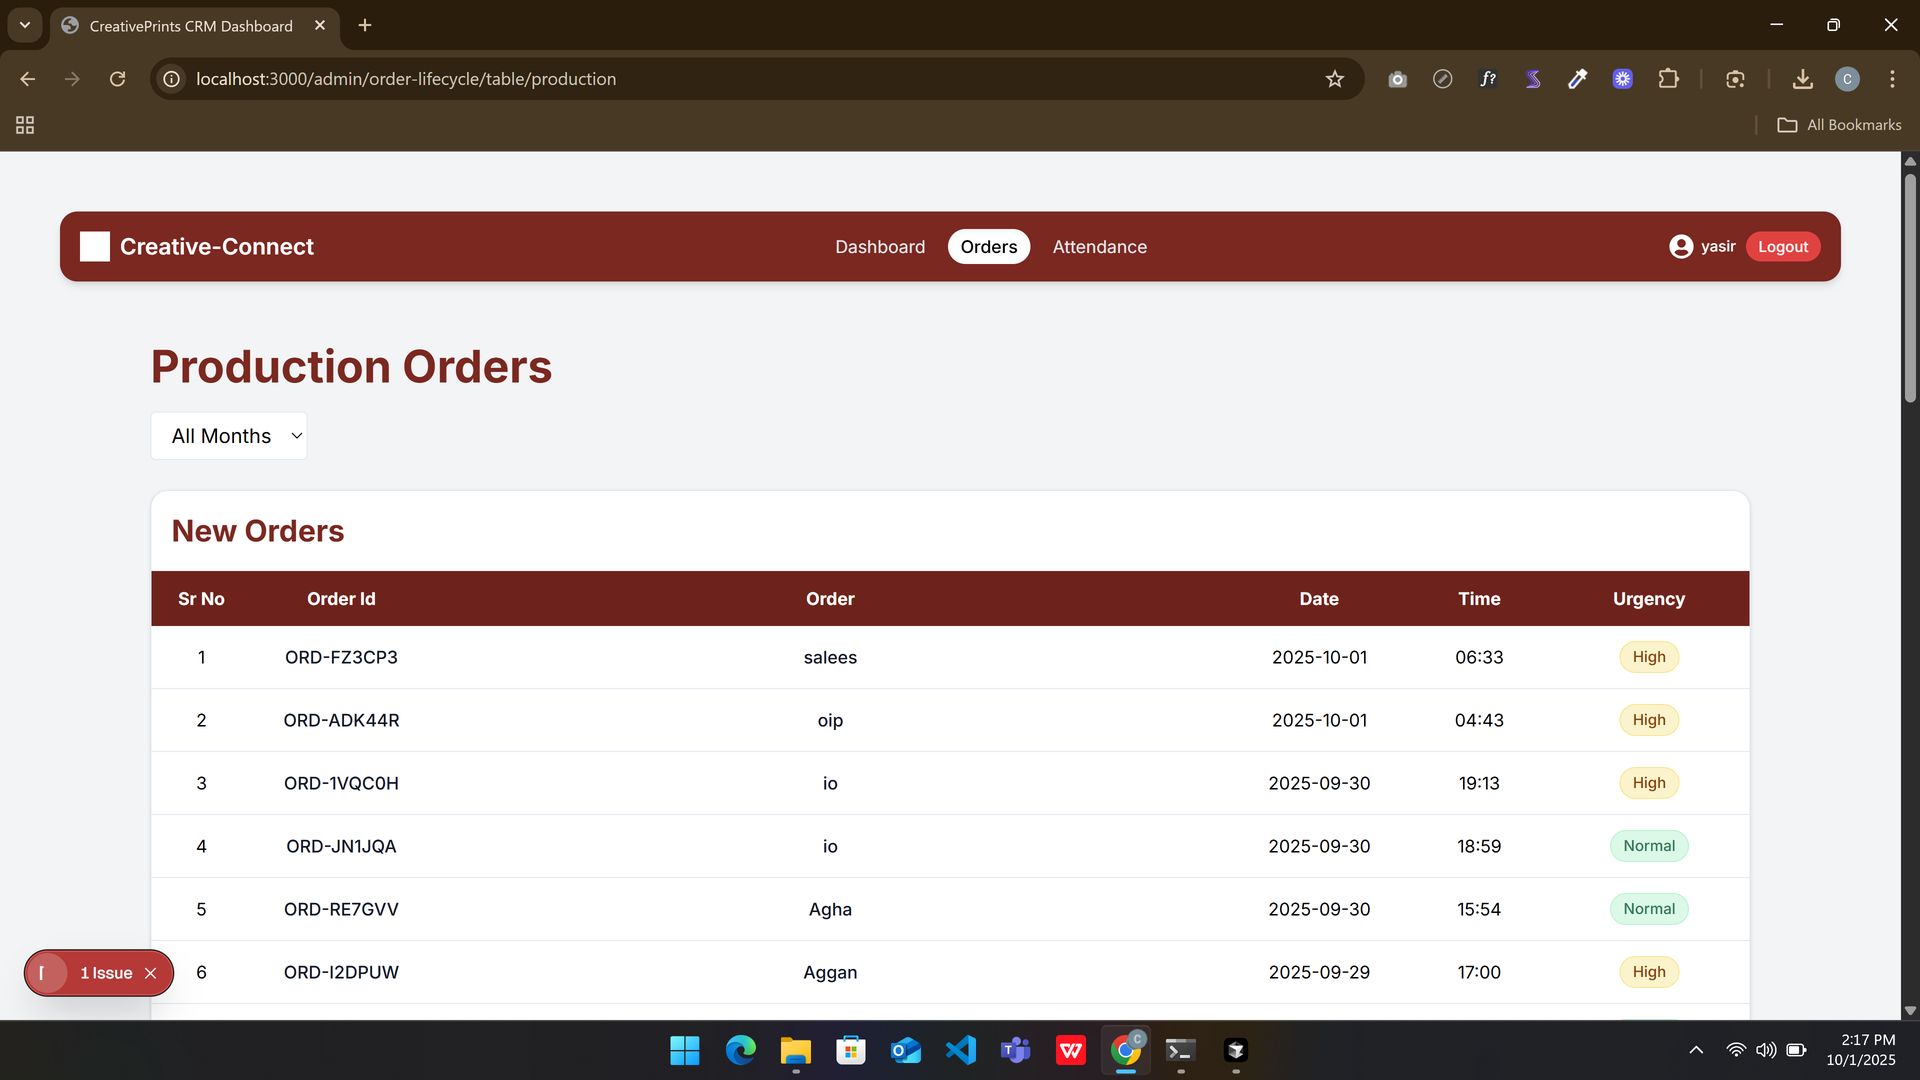 CreativePrints CRM Dashboard
localhost:3000/admin/order-lifecycle/table/production
f?
C
All Bookmarks
Creative-Connect
Dashboard Orders Attendance
yasir Logout
Production Orders
All Months
New Orders
Sr No Order Id Order Date Time Urgency
1 ORD-FZ3CP3 salees 2025-10-01 06:33 High
2 ORD-ADK44R oip 2025-10-01 04:43 High
3 ORD-1VQC0H io 2025-09-30 19:13 High
4 ORD-JN1JQA io 2025-09-30 18:59 Normal
5 ORD-RE7GVV Agha 2025-09-30 15:54 Normal
6 ORD-I2DPUW Aggan 2025-09-29 17:00 High
1 Issue
C
2:17 PM
10/1/2025